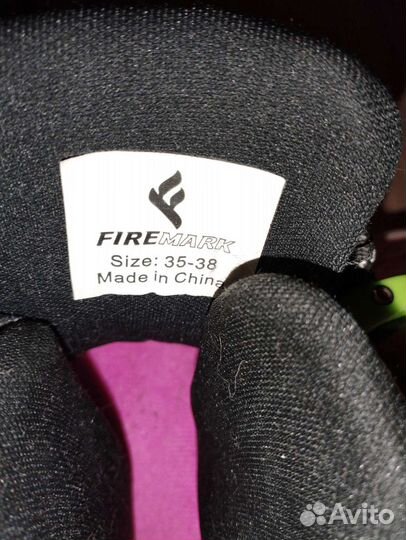 FIREMARK
Size: 35-38
Made in China
Avito